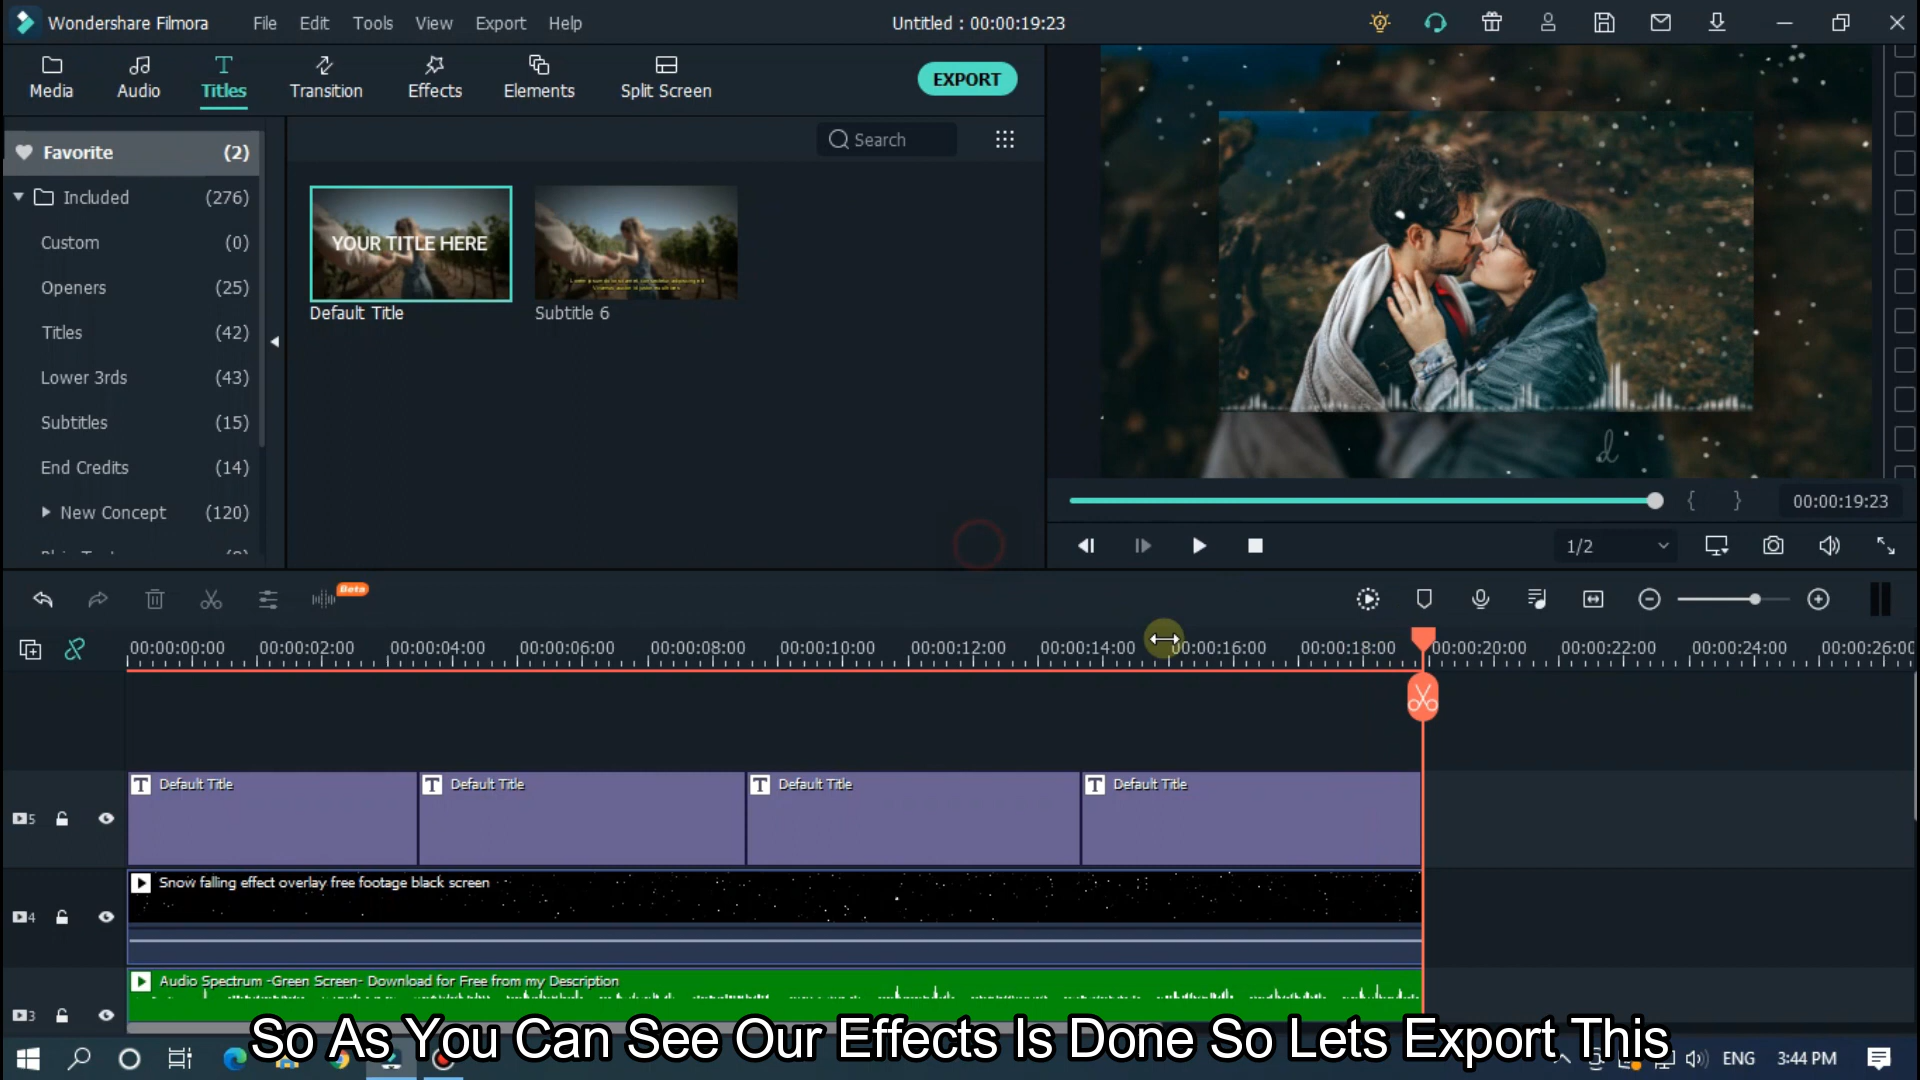 Wondershare Filmora
File Edit Tools View Export Help
Untitled : 00:00:19:23
Media Audio Titles Transition Effects Elements Split Screen
EXPORT
Favorite (2)
Search
Included (276)
Custom (0)
Openers (25)
Titles (42)
Lower 3rds (43)
Subtitles (15)
End Credits (14)
New Concept (120)
YOUR TITLE HERE
Default Title
Subtitle 6
d
00:00:19:23
1/2
Beta
00:00:00:00 00:00:02:00 00:00:04:00 00:00:06:00 00:00:08:00 00:00:10:00 00:00:12:00 00:00:14:00 00:00:16:00 00:00:18:00 00:00:20:00 00:00:22:00 00:00:24:00 00:00:26:00
5
Default Title Default Title Default Title Default Title
4
Snow falling effect overlay free footage black screen
3
Audio Spectrum -Green Screen- Download for Free from my Description
So As You Can See Our Effects Is Done So Lets Export This
ENG 3:44 PM